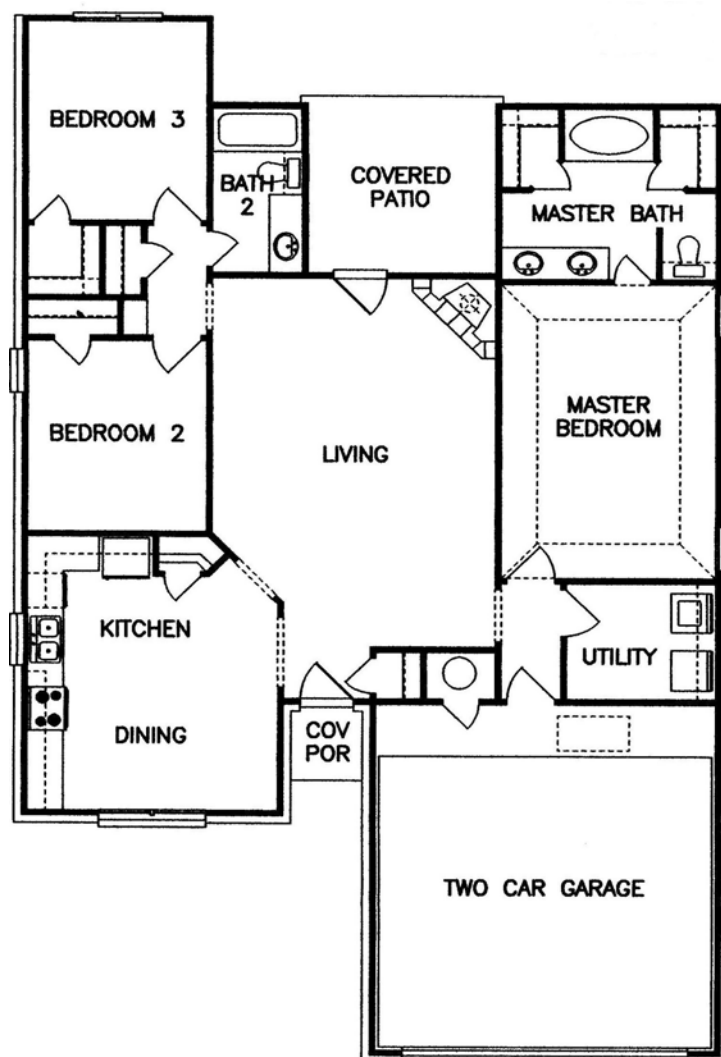 BEDROOM 3
BATH
2
COVERED
PATIO
MASTER BATH
BEDROOM 2
LIVING
MASTER
BEDROOM
KITCHEN
UTILITY
DINING
COV
POR
TWO CAR GARAGE